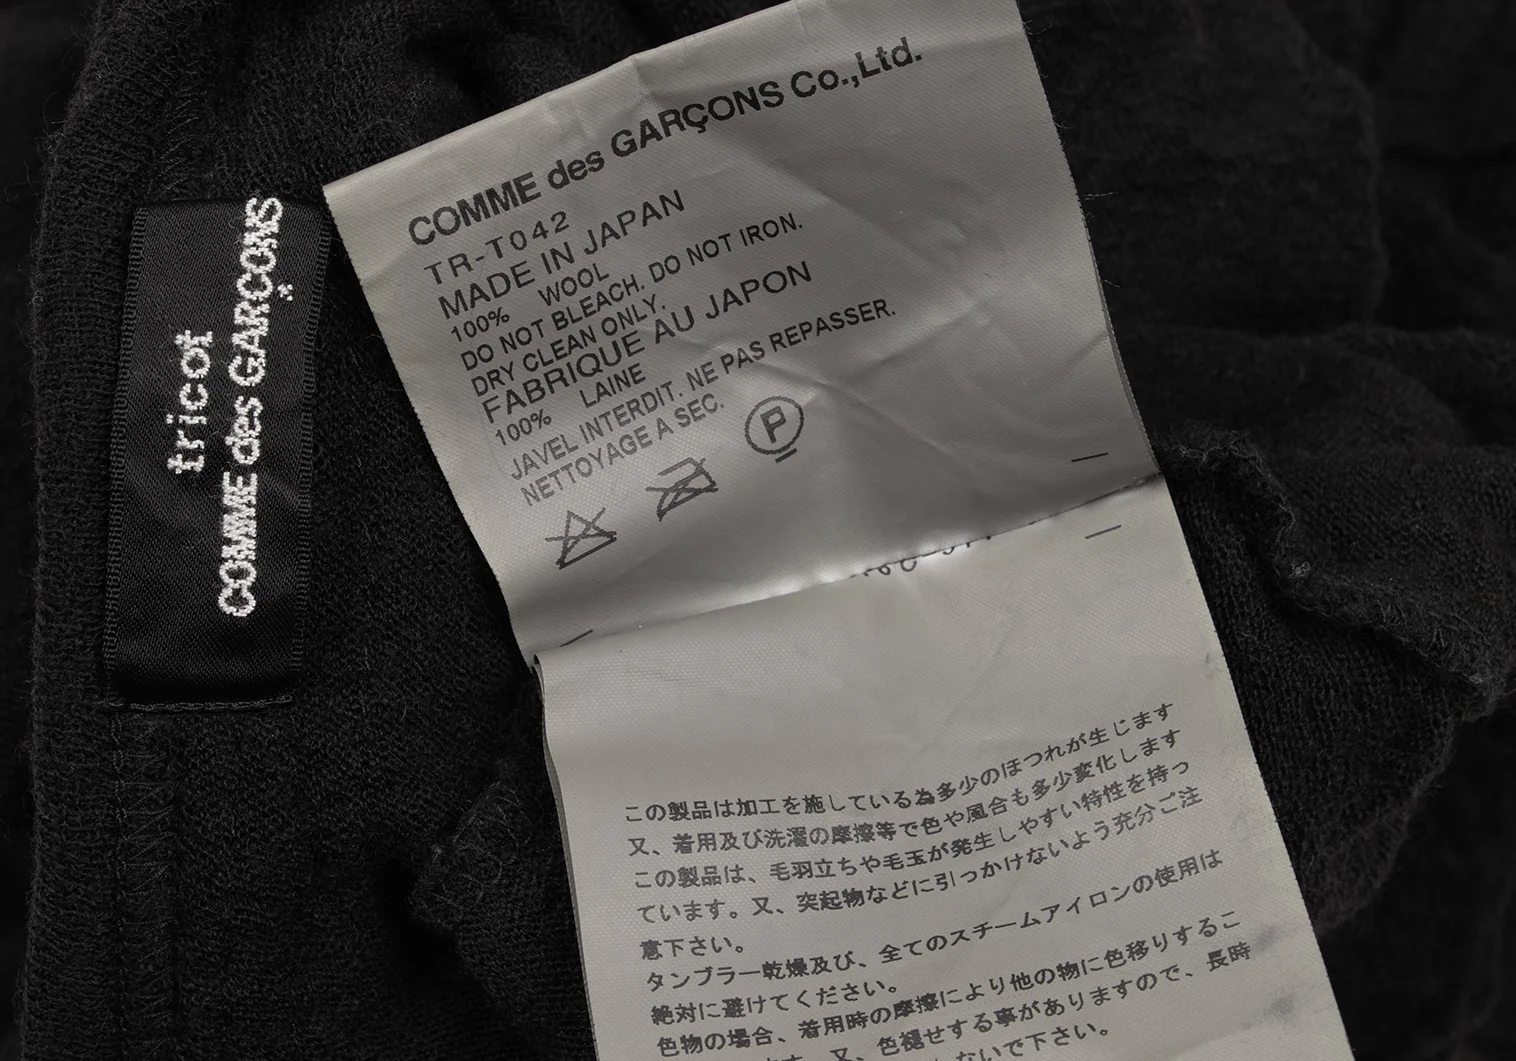 tricot
COMME des GARÇONS
COMME des GARÇONS Co.,Ltd.
TR-T042
MADE IN JAPAN
100% WOOL
DO NOT BLEACH. DO NOT IRON.
DRY CLEAN ONLY.
FABRIQUE AU JAPON
100% LAINE
JAVEL INTERDIT. NE PAS REPASSER.
NETTOYAGE A SEC.
P
この製品は加工を施している為多少のほつれが生じます
又、着用及び洗濯の摩擦等で色や風合も多少変化します
この製品は、毛羽立ちや毛玉が発生しやすい特性を持っ
ています。又、突起物などに引っかけないよう充分ご注
意下さい。
タンブラー乾燥及び、全てのスチームアイロンの使用は
絶対に避けてください。
色物の場合、着用時の摩擦により他の物に色移りするこ
ます。又、色褪せする事がありますので、長時
しないで下さい。